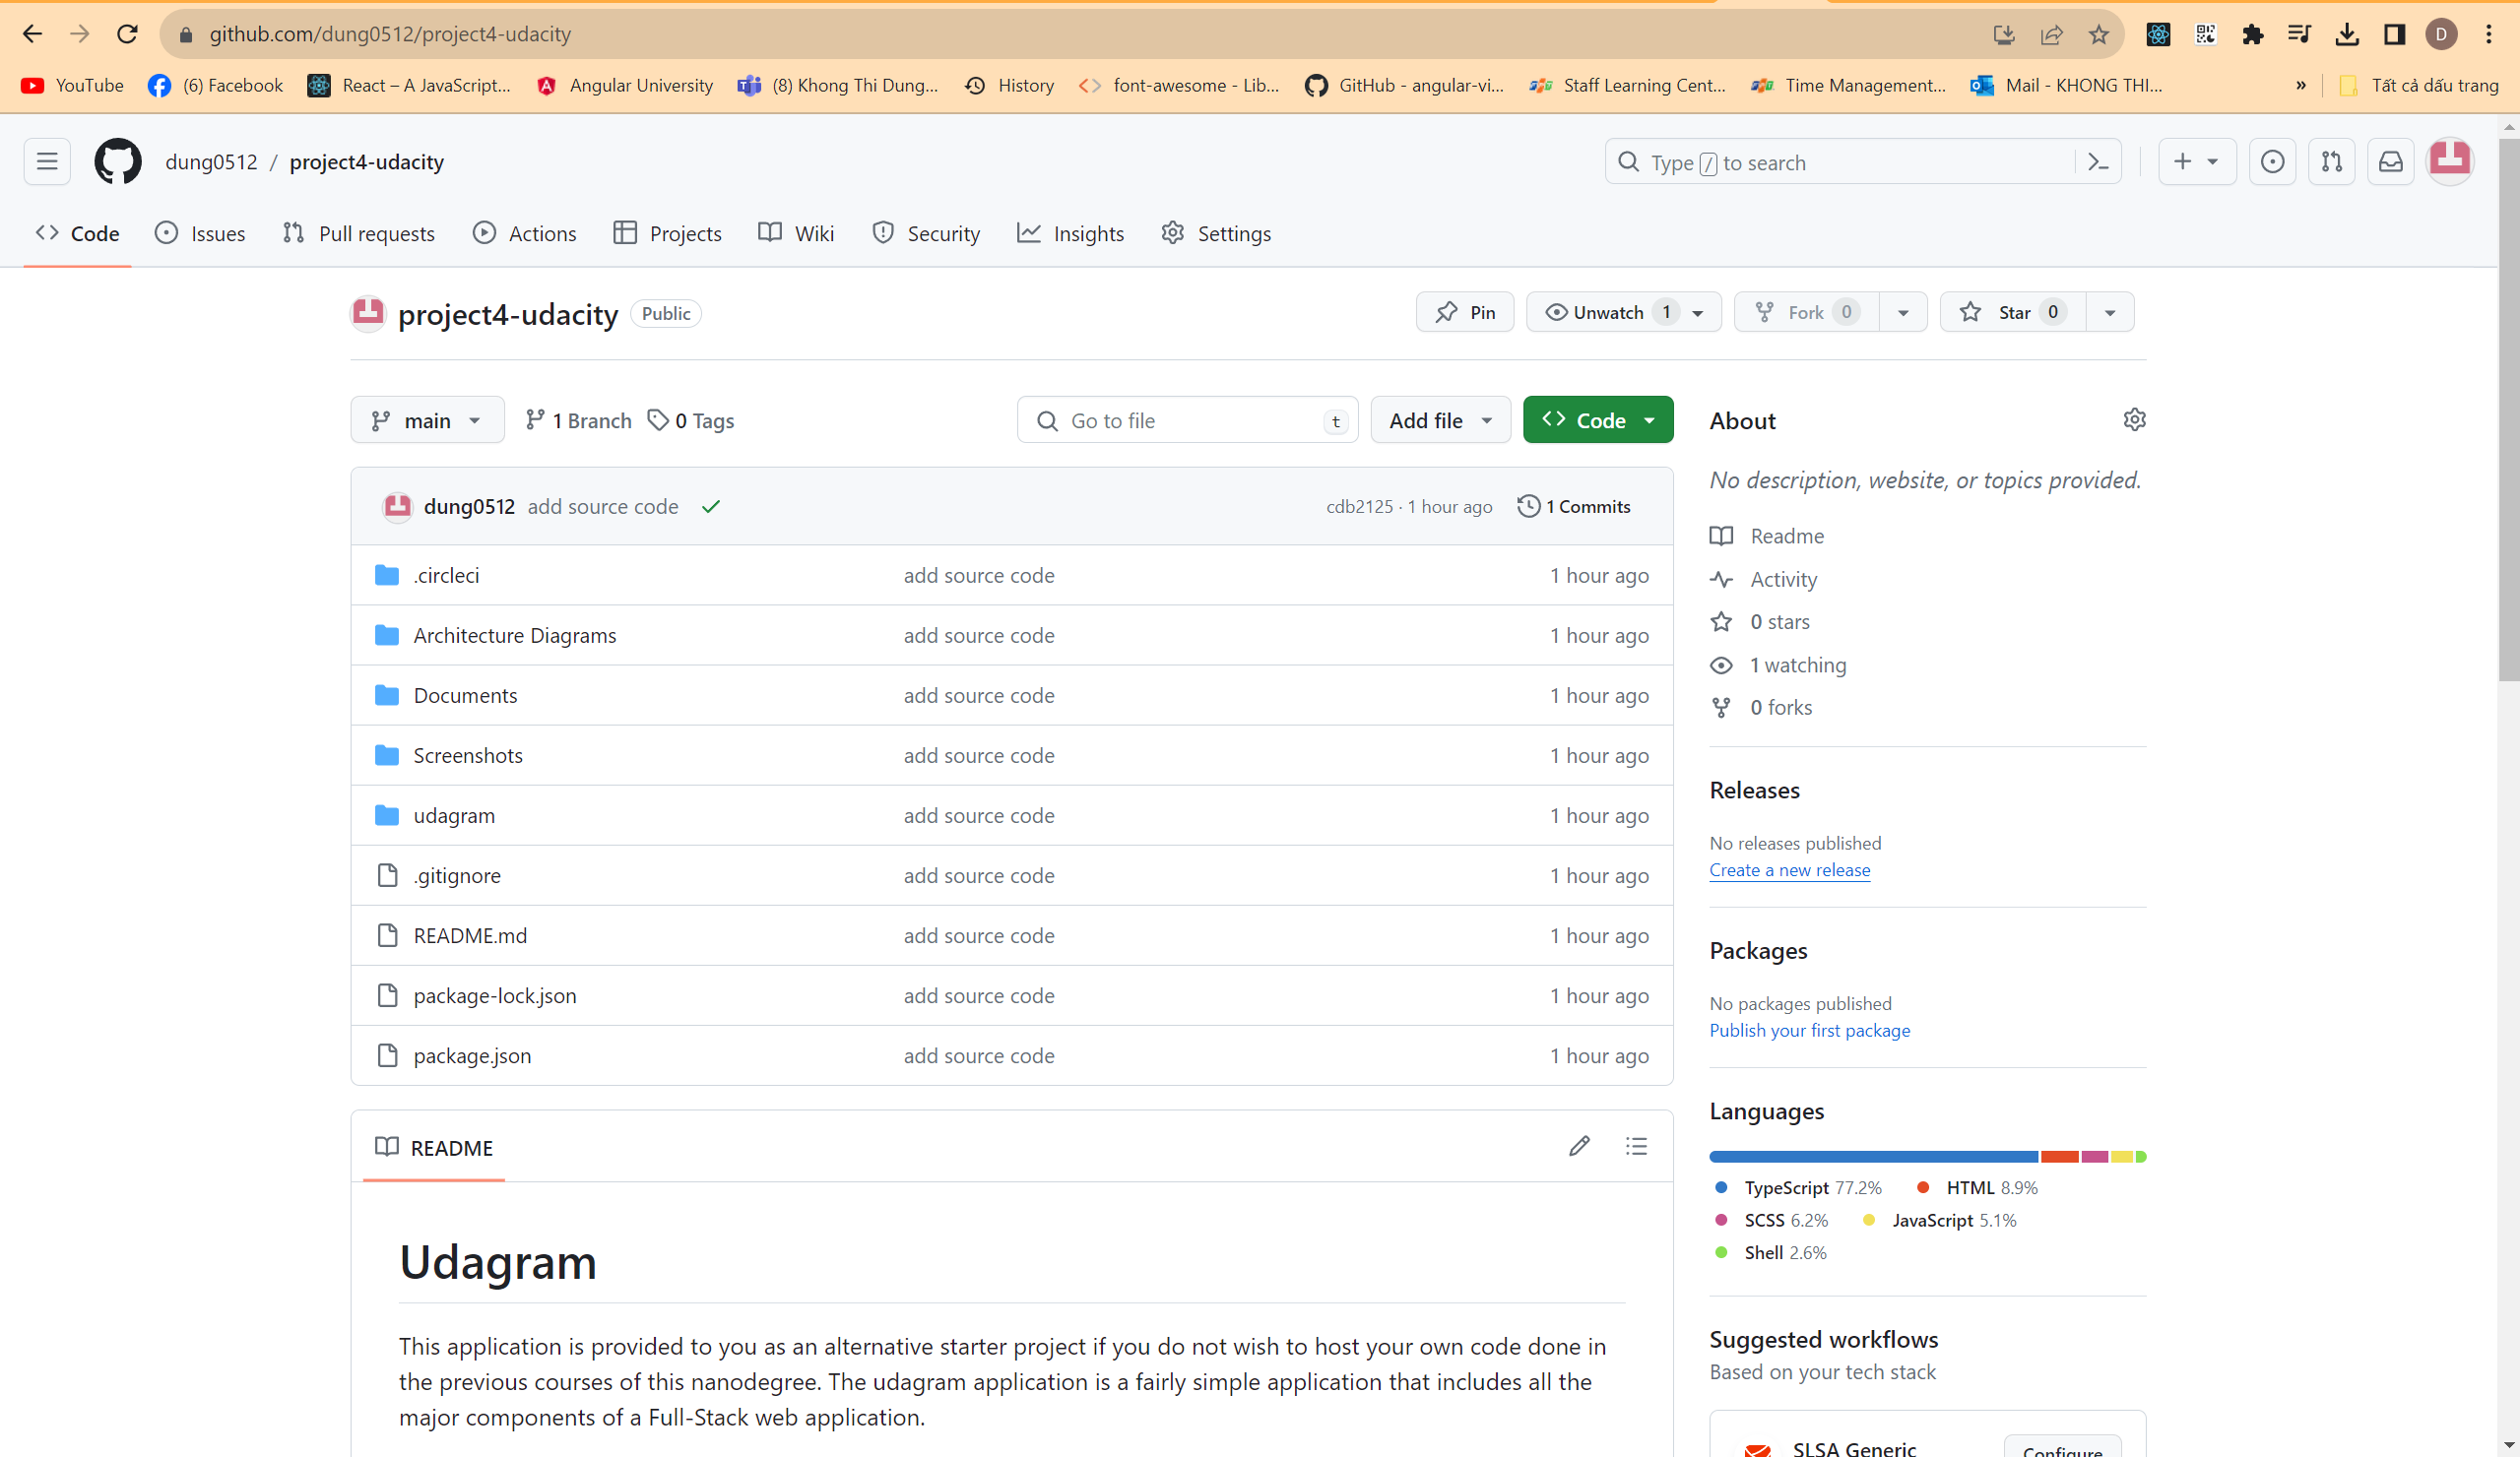 github.com/dung0512/project4-udacity
D
YouTube (6) Facebook React – A JavaScript... Angular University (8) Khong Thi Dung... History font-awesome - Lib... GitHub - angular-vi... Staff Learning Cent... Time Management... Mail - KHONG THI... » Tất cả dấu trang
dung0512 / project4-udacity Type / to search
Code Issues Pull requests Actions Projects Wiki Security Insights Settings
project4-udacity Public Pin Unwatch 1 Fork 0 Star 0
main 1 Branch 0 Tags Go to file t Add file Code
dung0512 add source code cdb2125 · 1 hour ago 1 Commits
.circleci add source code 1 hour ago
Architecture Diagrams add source code 1 hour ago
Documents add source code 1 hour ago
Screenshots add source code 1 hour ago
udagram add source code 1 hour ago
.gitignore add source code 1 hour ago
README.md add source code 1 hour ago
package-lock.json add source code 1 hour ago
package.json add source code 1 hour ago
README
Udagram
This application is provided to you as an alternative starter project if you do not wish to host your own code done in
the previous courses of this nanodegree. The udagram application is a fairly simple application that includes all the
major components of a Full-Stack web application.
About
No description, website, or topics provided.
Readme
Activity
0 stars
1 watching
0 forks
Releases
No releases published
Create a new release
Packages
No packages published
Publish your first package
Languages
TypeScript 77.2% HTML 8.9%
SCSS 6.2% JavaScript 5.1%
Shell 2.6%
Suggested workflows
Based on your tech stack
SLSA Generic Configure